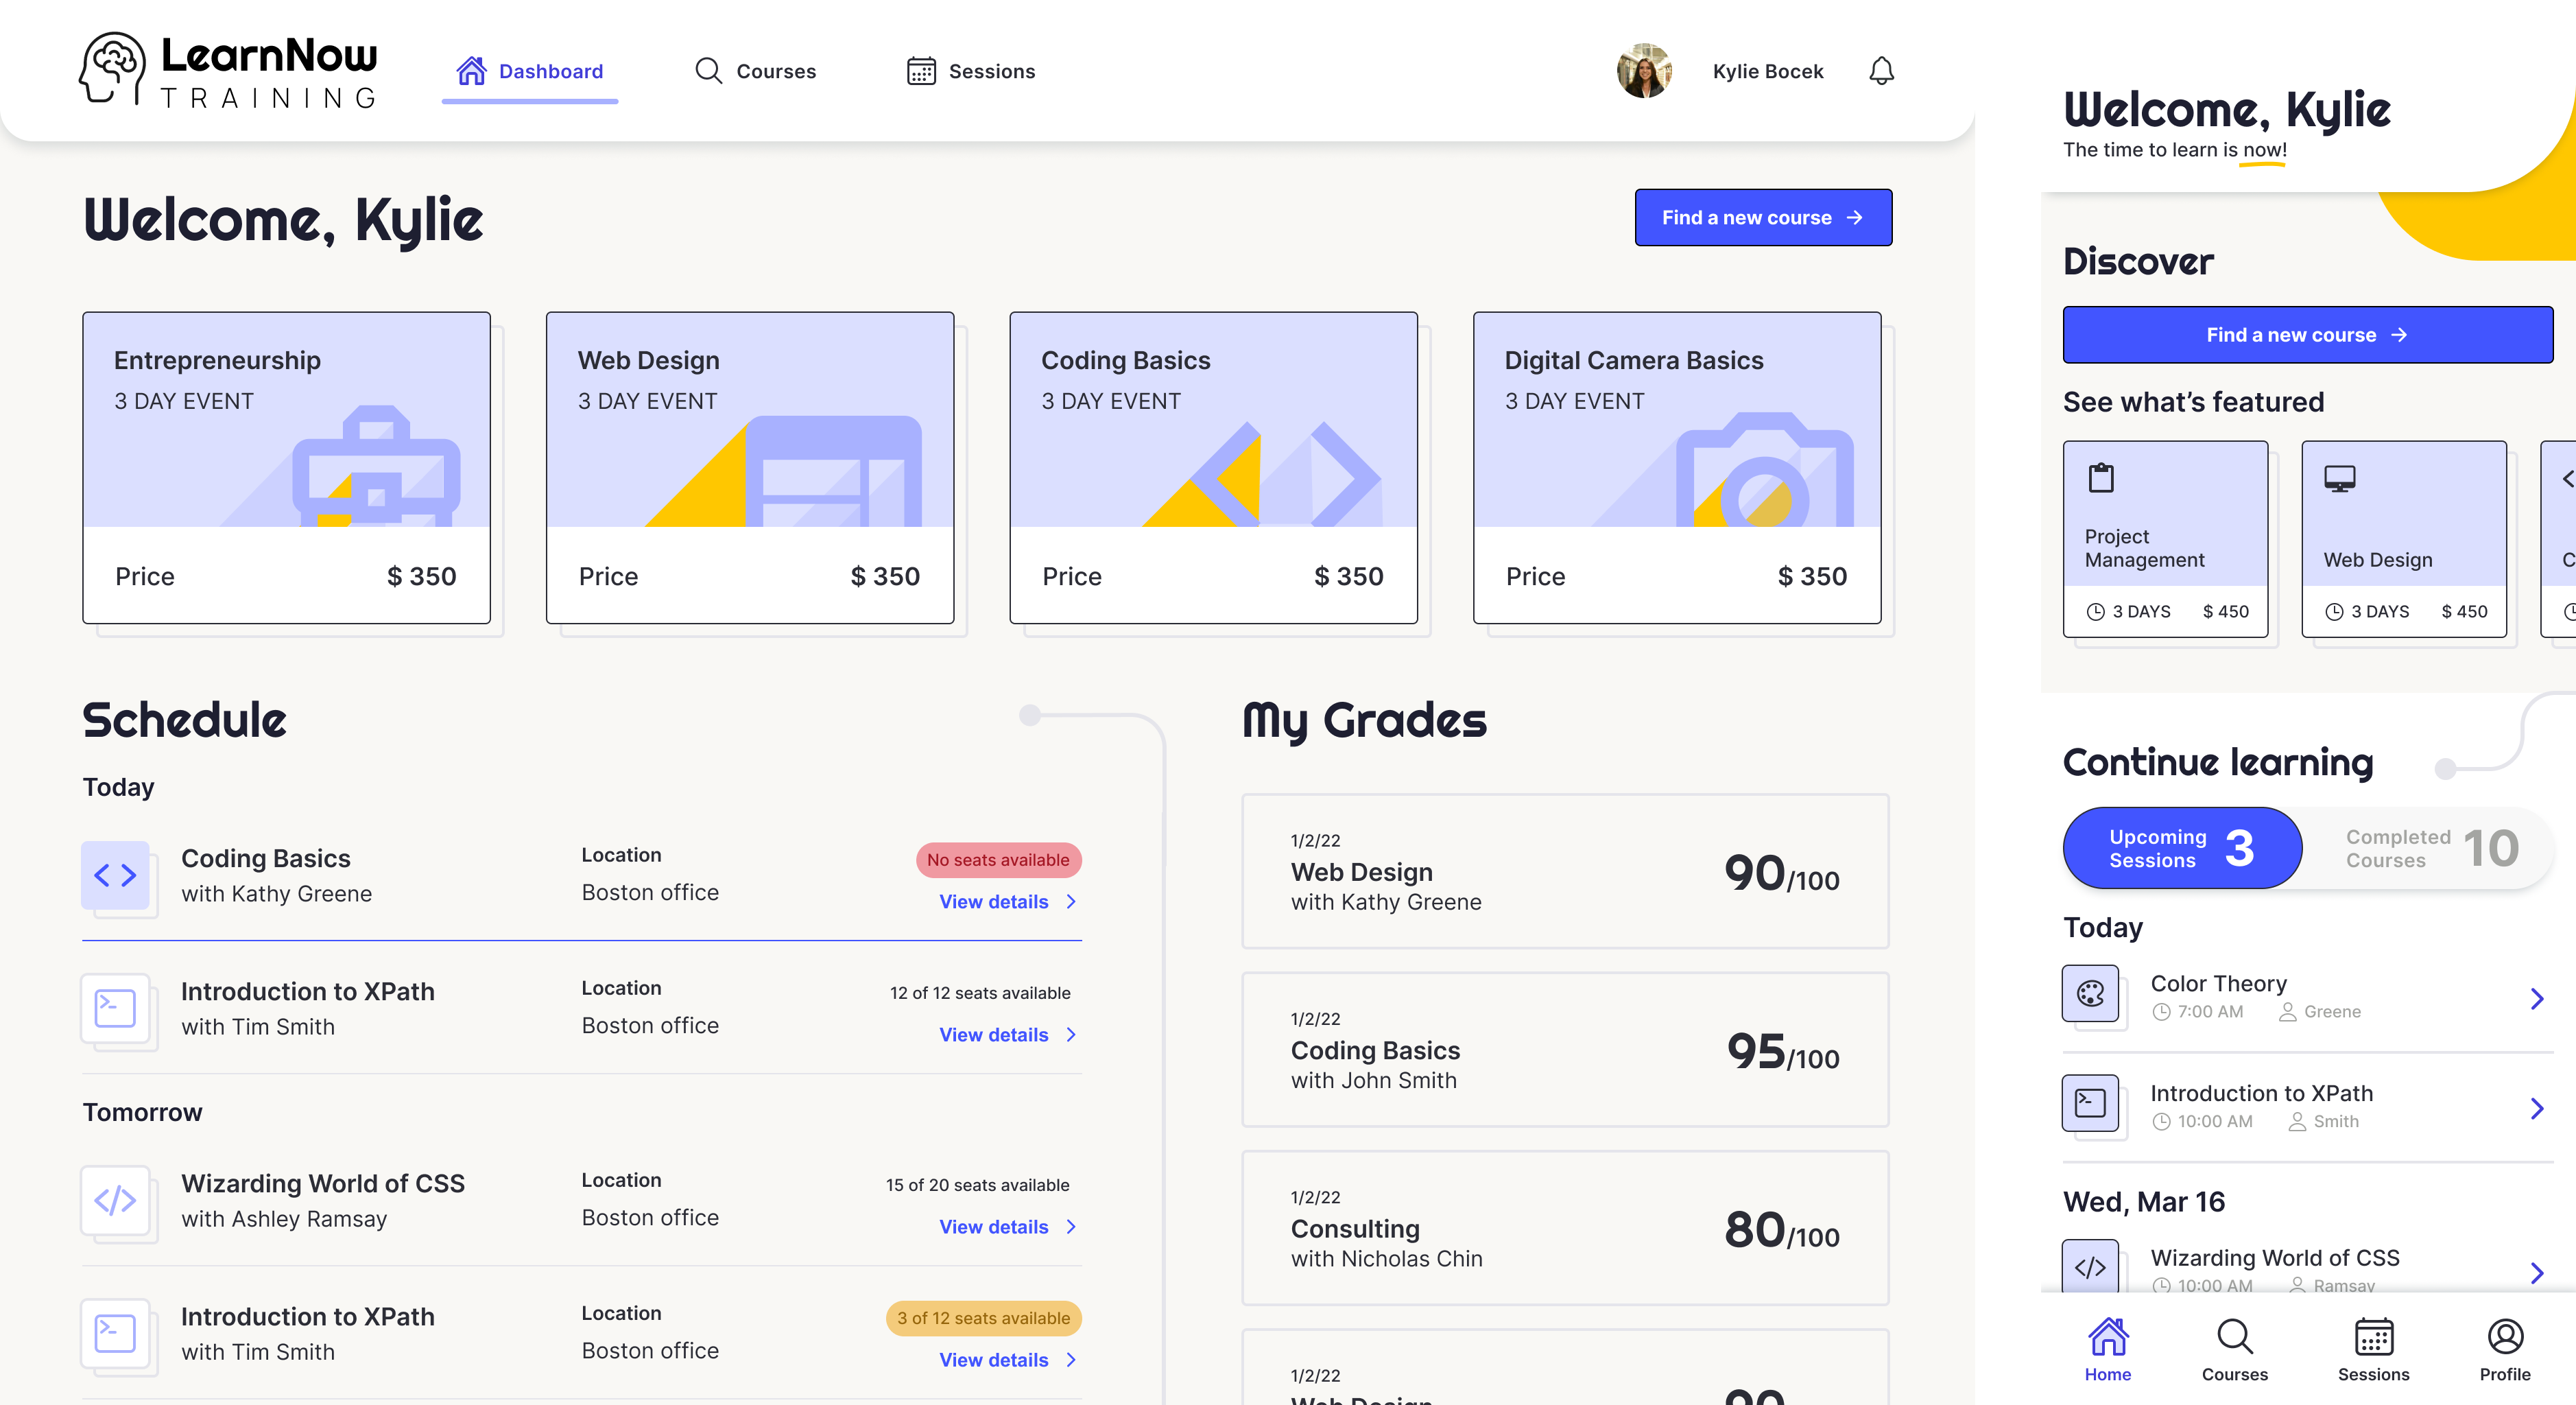 LearnNow
TRAINING
Dashboard
Courses
Sessions
Kylie Bocek
Welcome, Kylie
Find a new course
Entrepreneurship
3 DAY EVENT
Price
$ 350
Web Design
3 DAY EVENT
Price
$ 350
Coding Basics
3 DAY EVENT
Price
$ 350
Digital Camera Basics
3 DAY EVENT
Price
$ 350
Schedule
Today
Coding Basics
with Kathy Greene
Location
Boston office
No seats available
View details
Introduction to XPath
with Tim Smith
Location
Boston office
12 of 12 seats available
View details
Tomorrow
Wizarding World of CSS
with Ashley Ramsay
Location
Boston office
15 of 20 seats available
View details
Introduction to XPath
with Tim Smith
Location
Boston office
3 of 12 seats available
View details
My Grades
1/2/22
Web Design
with Kathy Greene
90/100
1/2/22
Coding Basics
with John Smith
95/100
1/2/22
Consulting
with Nicholas Chin
80/100
1/2/22
Web Design
90
Welcome, Kylie
The time to learn is now!
Discover
Find a new course
See what’s featured
Project
Management
3 DAYS
$ 450
Web Design
3 DAYS
$ 450
C
Continue learning
Upcoming
Sessions
3
Completed
Courses
10
Today
Color Theory
7:00 AM
Greene
Introduction to XPath
10:00 AM
Smith
Wed, Mar 16
Wizarding World of CSS
10:00 AM
Ramsay
Home
Courses
Sessions
Profile